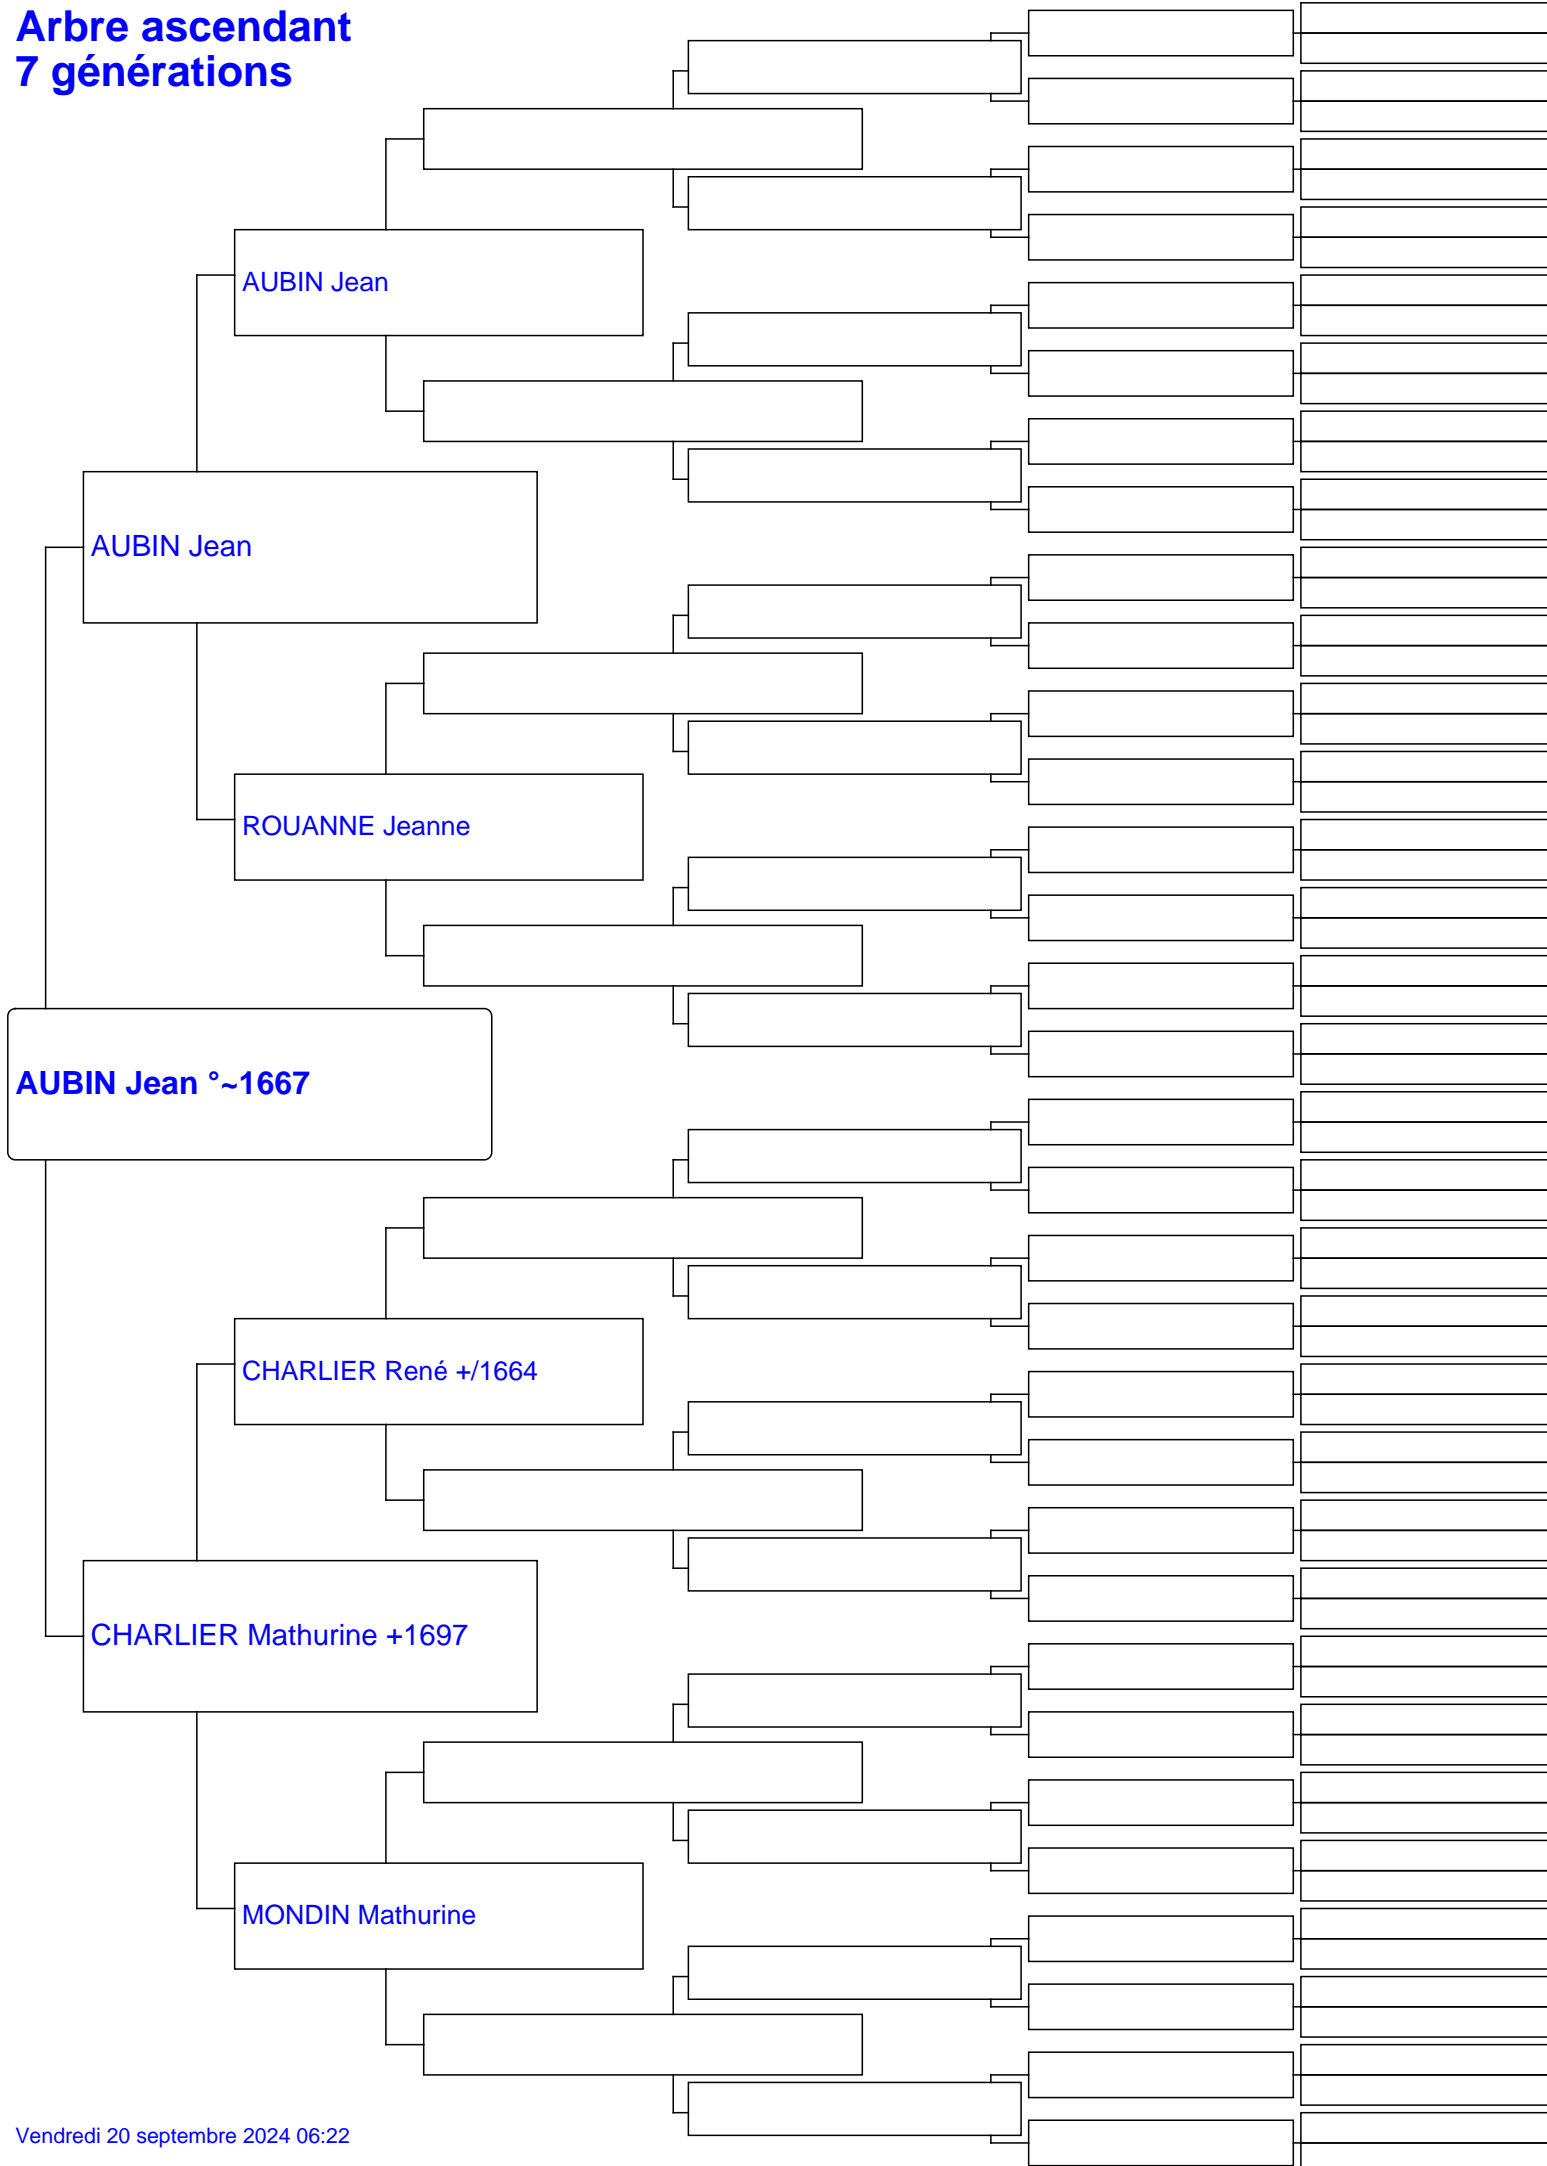 Arbre ascendant
7 générations
AUBIN Jean
AUBIN Jean
ROUANNE Jeanne
AUBIN Jean °~1667
CHARLIER René +/1664
CHARLIER Mathurine +1697
MONDIN Mathurine
Vendredi 20 septembre 2024 06:22